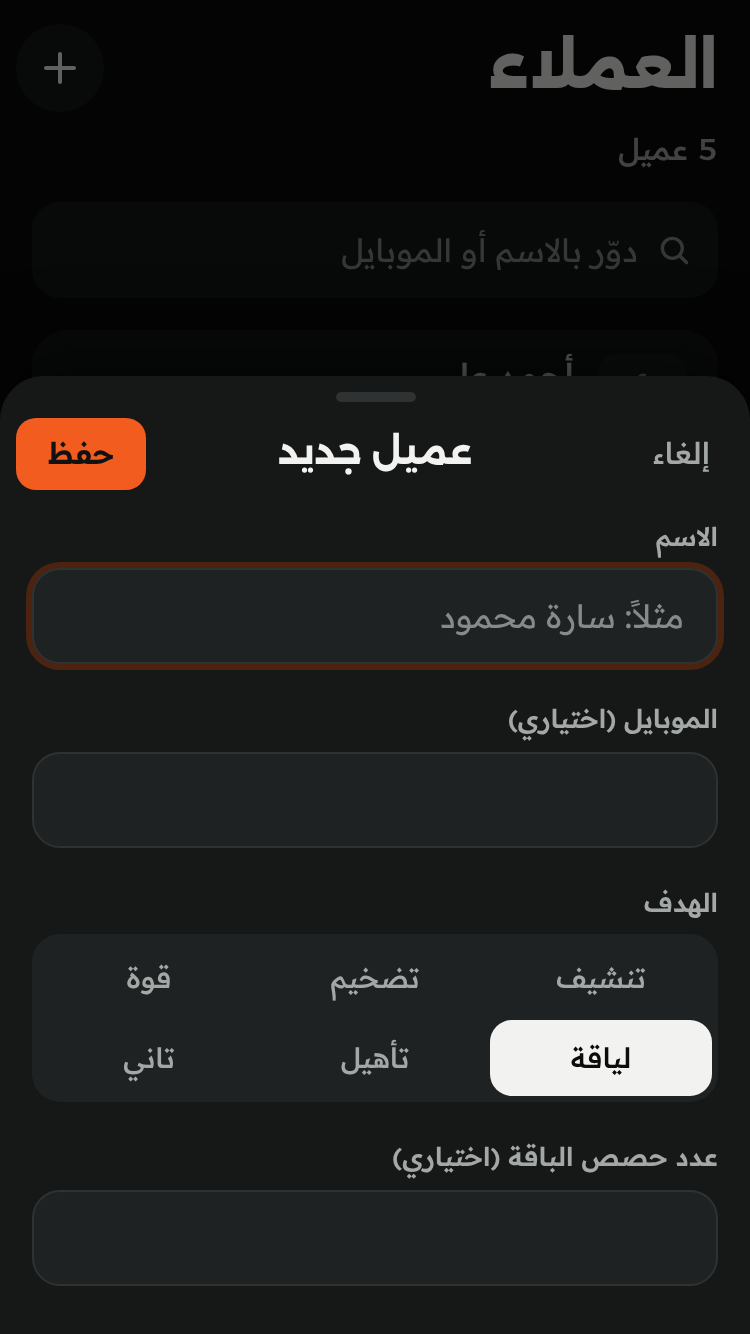 العملاء
5 عميل
دوّر بالاسم أو الموبايل
إلغاء
عميل جديد
حفظ
الاسم
مثلاً: سارة محمود
الموبايل (اختياري)
الهدف
تنشيف
تضخيم
قوة
لياقة
تأهيل
تاني
عدد حصص الباقة (اختياري)